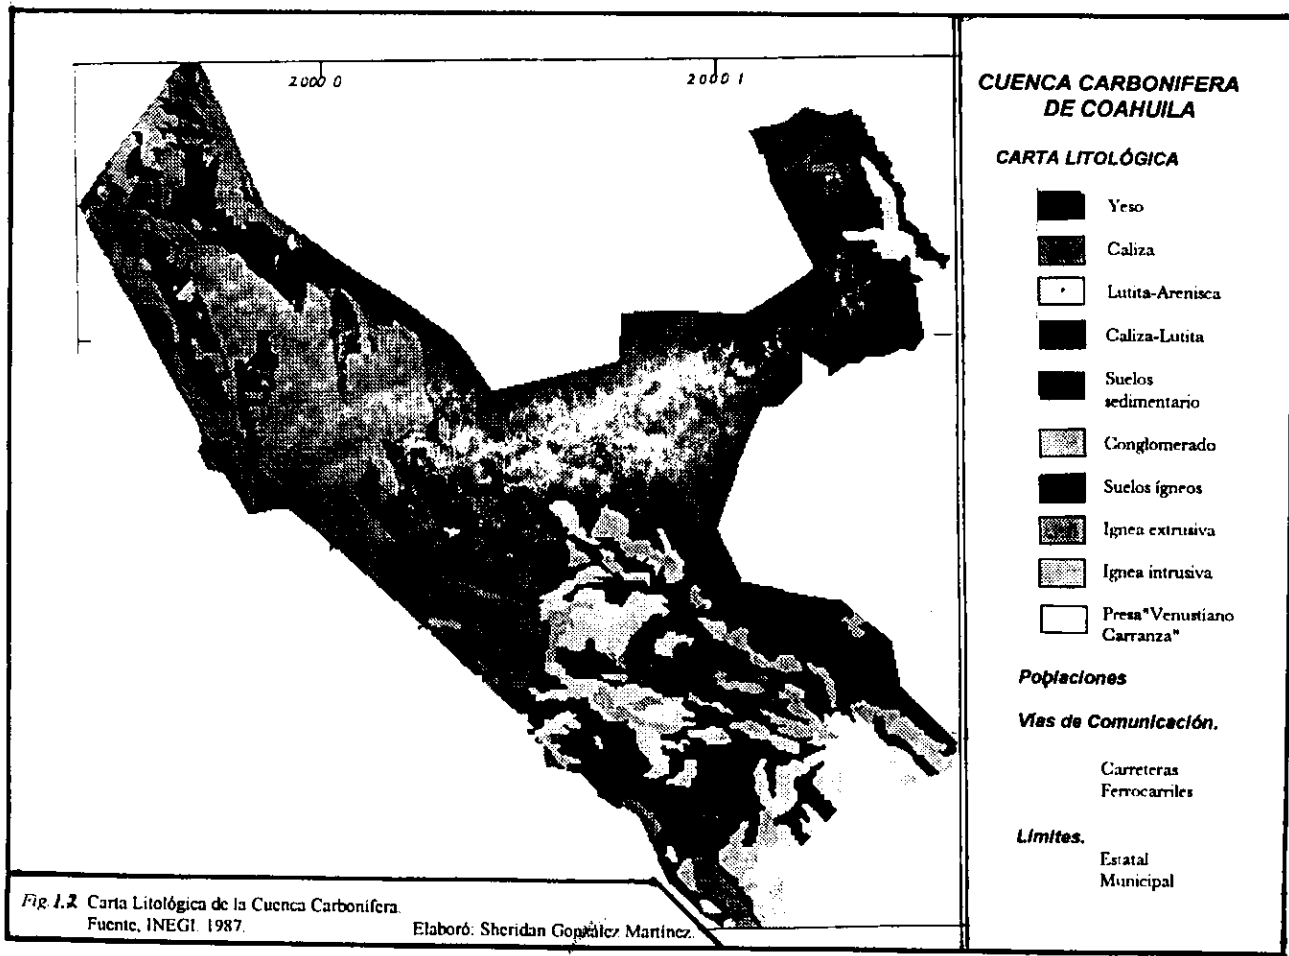 2000 0
2000 1
CUENCA CARBONIFERA
DE COAHUILA
CARTA LITOLÓGICA
Yeso
Caliza
Lutita-Arenisca
Caliza-Lutita
Suelos
sedimentario
Conglomerado
Suelos ígneos
Ignea extrusiva
Ignea intrusiva
Presa"Venustiano
Carranza"
Poblaciones
Vías de Comunicación.
Carreteras
Ferrocarriles
Límites.
Estatal
Municipal
Fig. 1.2 Carta Litológica de la Cuenca Carbonífera.
Fuente, INEGI. 1987.
Elaboró: Sheridan González Martínez.